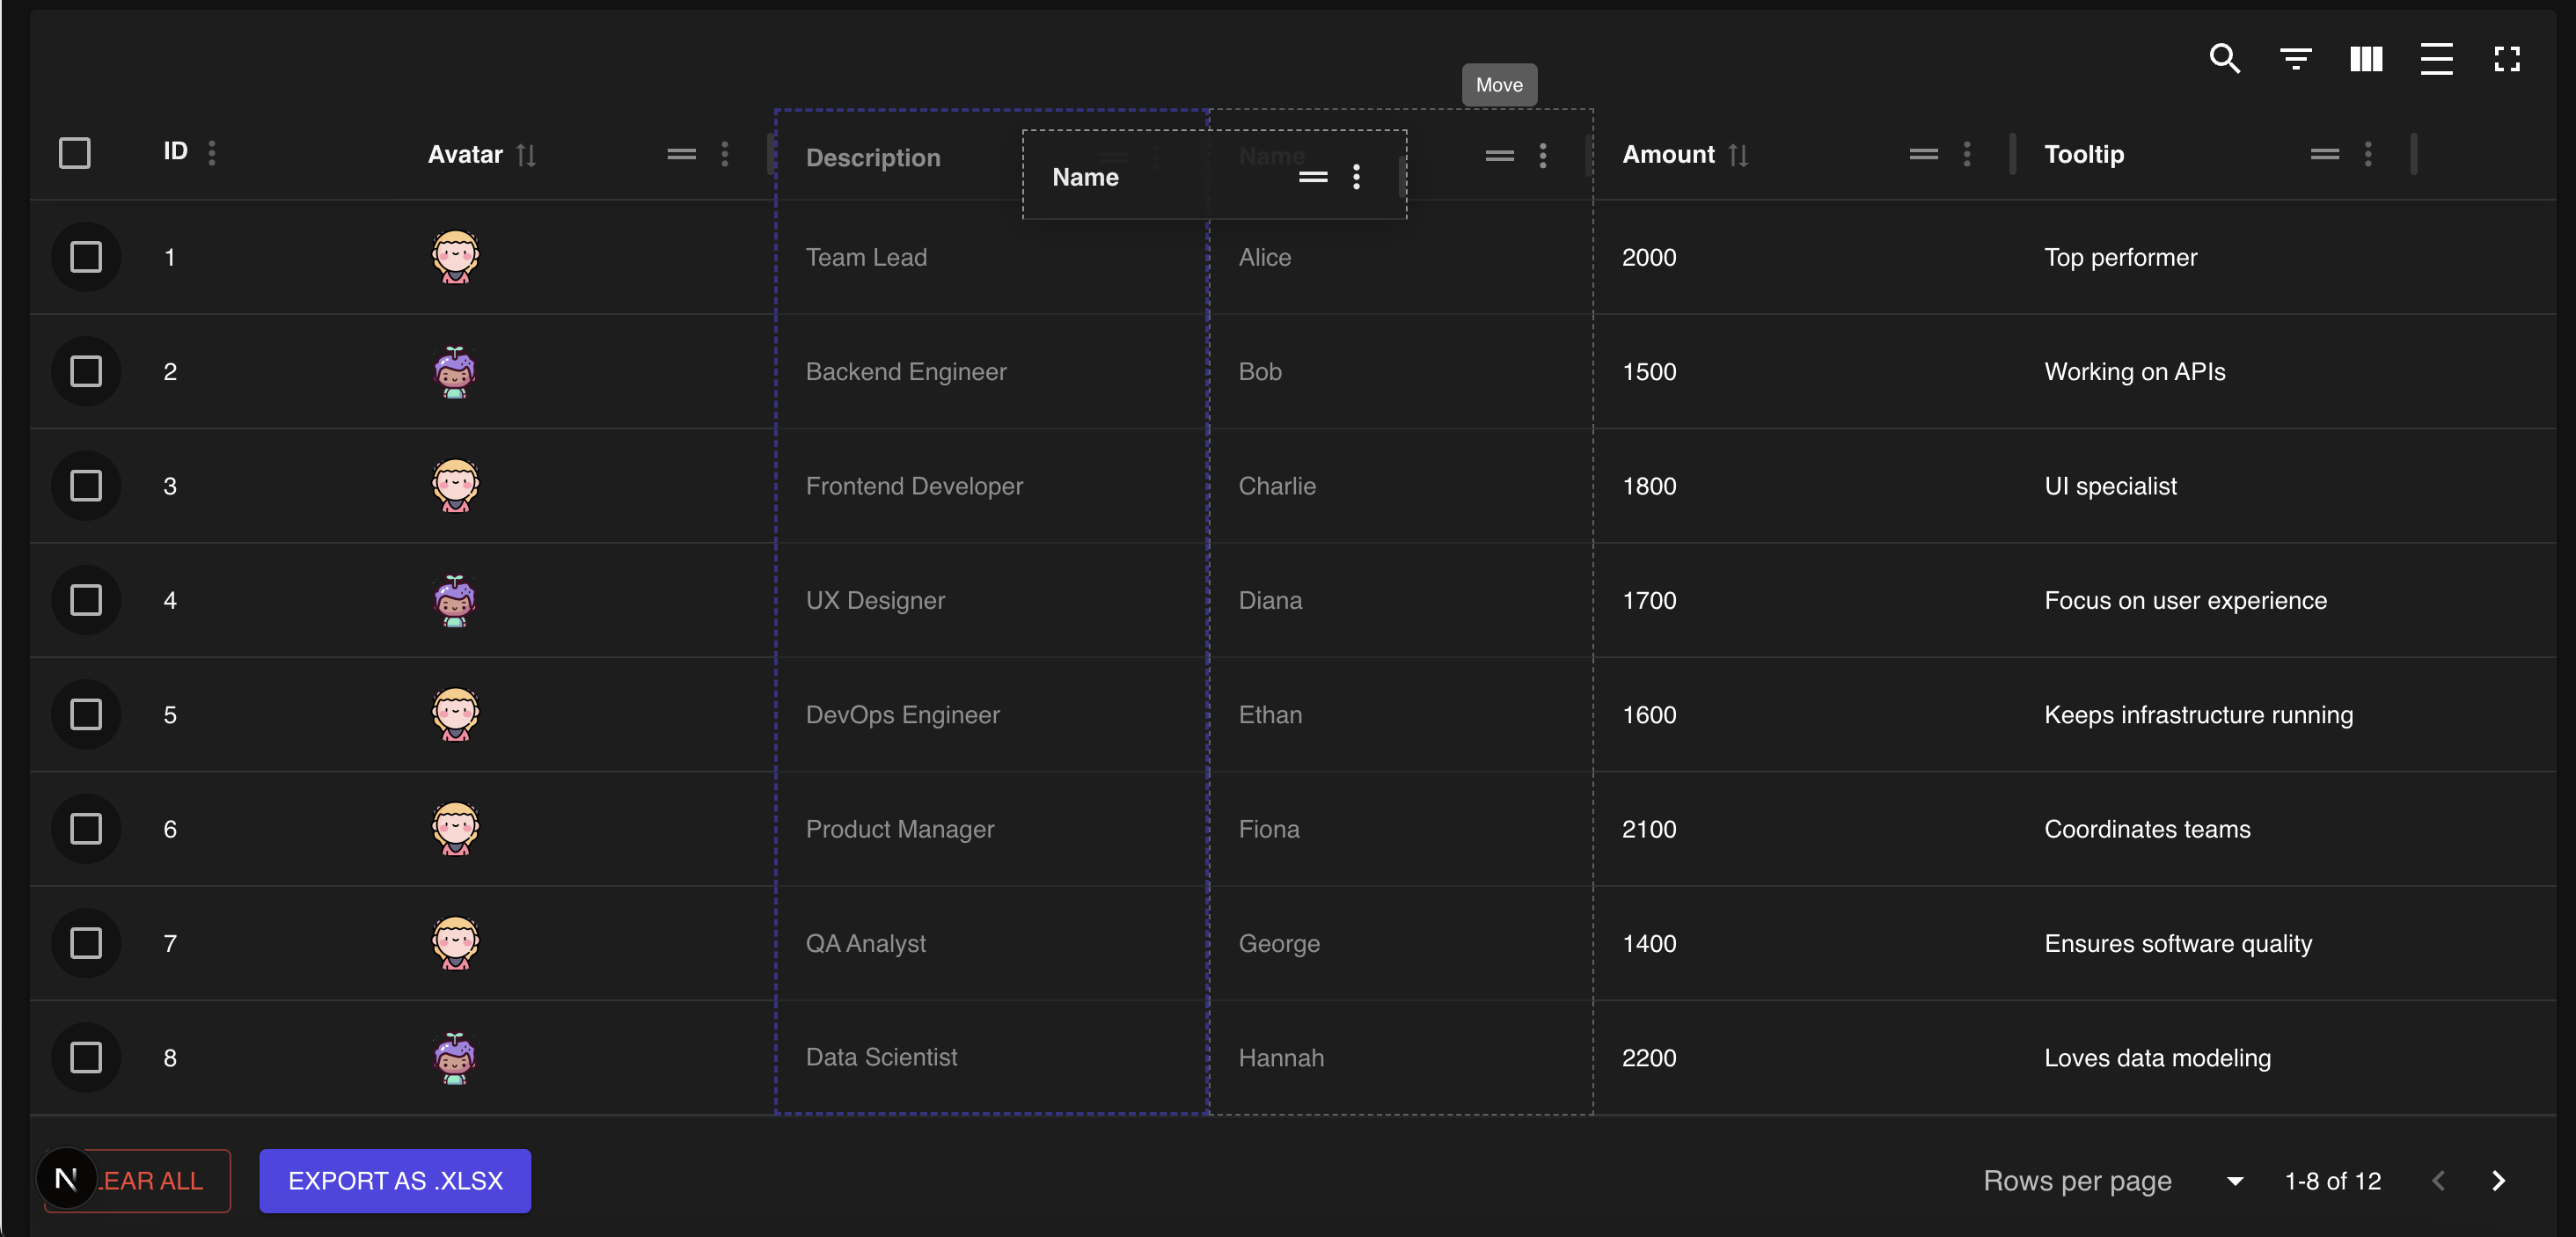 Move
ID Avatar Description Name Name Amount Tooltip
1 Team Lead Alice 2000 Top performer
2 Backend Engineer Bob 1500 Working on APIs
3 Frontend Developer Charlie 1800 UI specialist
4 UX Designer Diana 1700 Focus on user experience
5 DevOps Engineer Ethan 1600 Keeps infrastructure running
6 Product Manager Fiona 2100 Coordinates teams
7 QA Analyst George 1400 Ensures software quality
8 Data Scientist Hannah 2200 Loves data modeling
N EAR ALL EXPORT AS .XLSX Rows per page 1-8 of 12